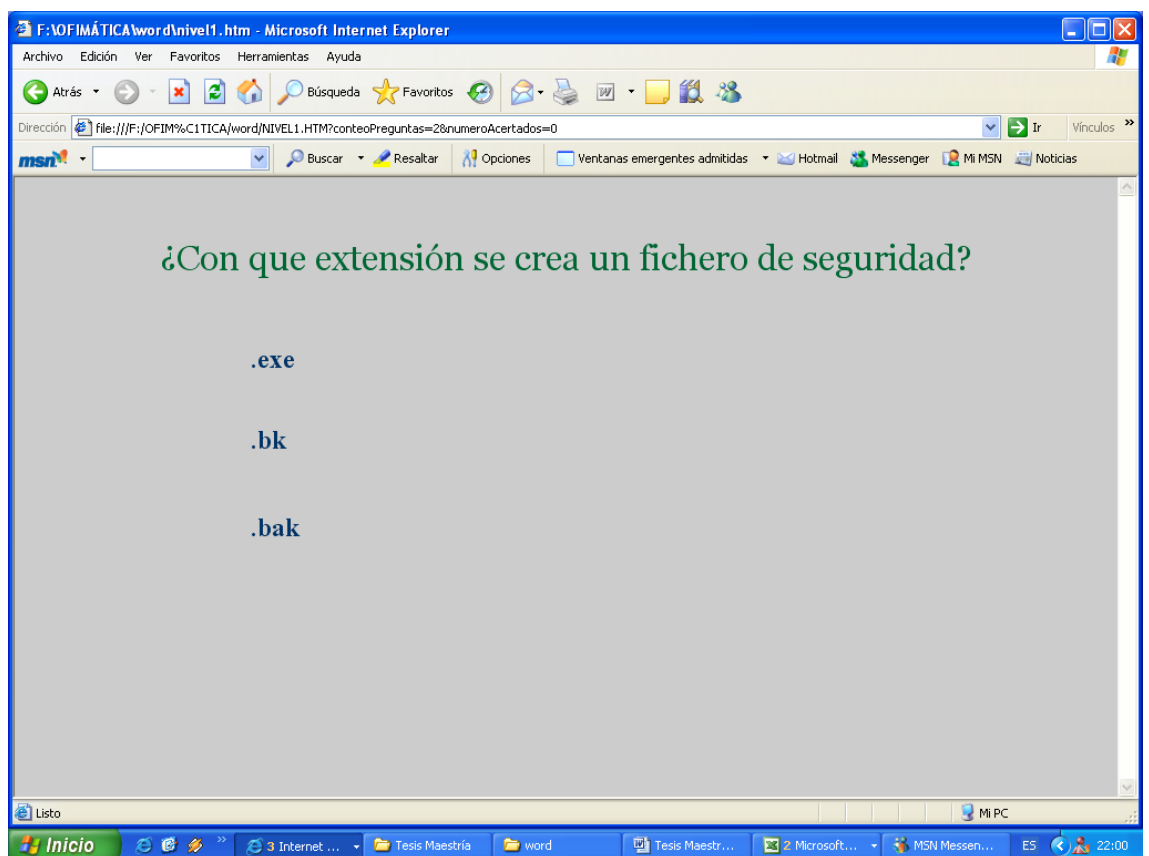 F:\OFIMÁTICA\word\nivel1.htm - Microsoft Internet Explorer
Archivo Edición Ver Favoritos Herramientas Ayuda
Atrás Búsqueda Favoritos
Dirección file:///F:/OFIM%C1TICA/word/NIVEL1.HTM?conteoPreguntas=2&numeroAcertados=0 Ir Vínculos »
msn Buscar Resaltar Opciones Ventanas emergentes admitidas Hotmail Messenger Mi MSN Noticias
¿Con que extensión se crea un fichero de seguridad?
.exe
.bk
.bak
Listo Mi PC
Inicio » 3 Internet ... Tesis Maestría word Tesis Maestr... 2 Microsoft... MSN Messen... ES 22:00